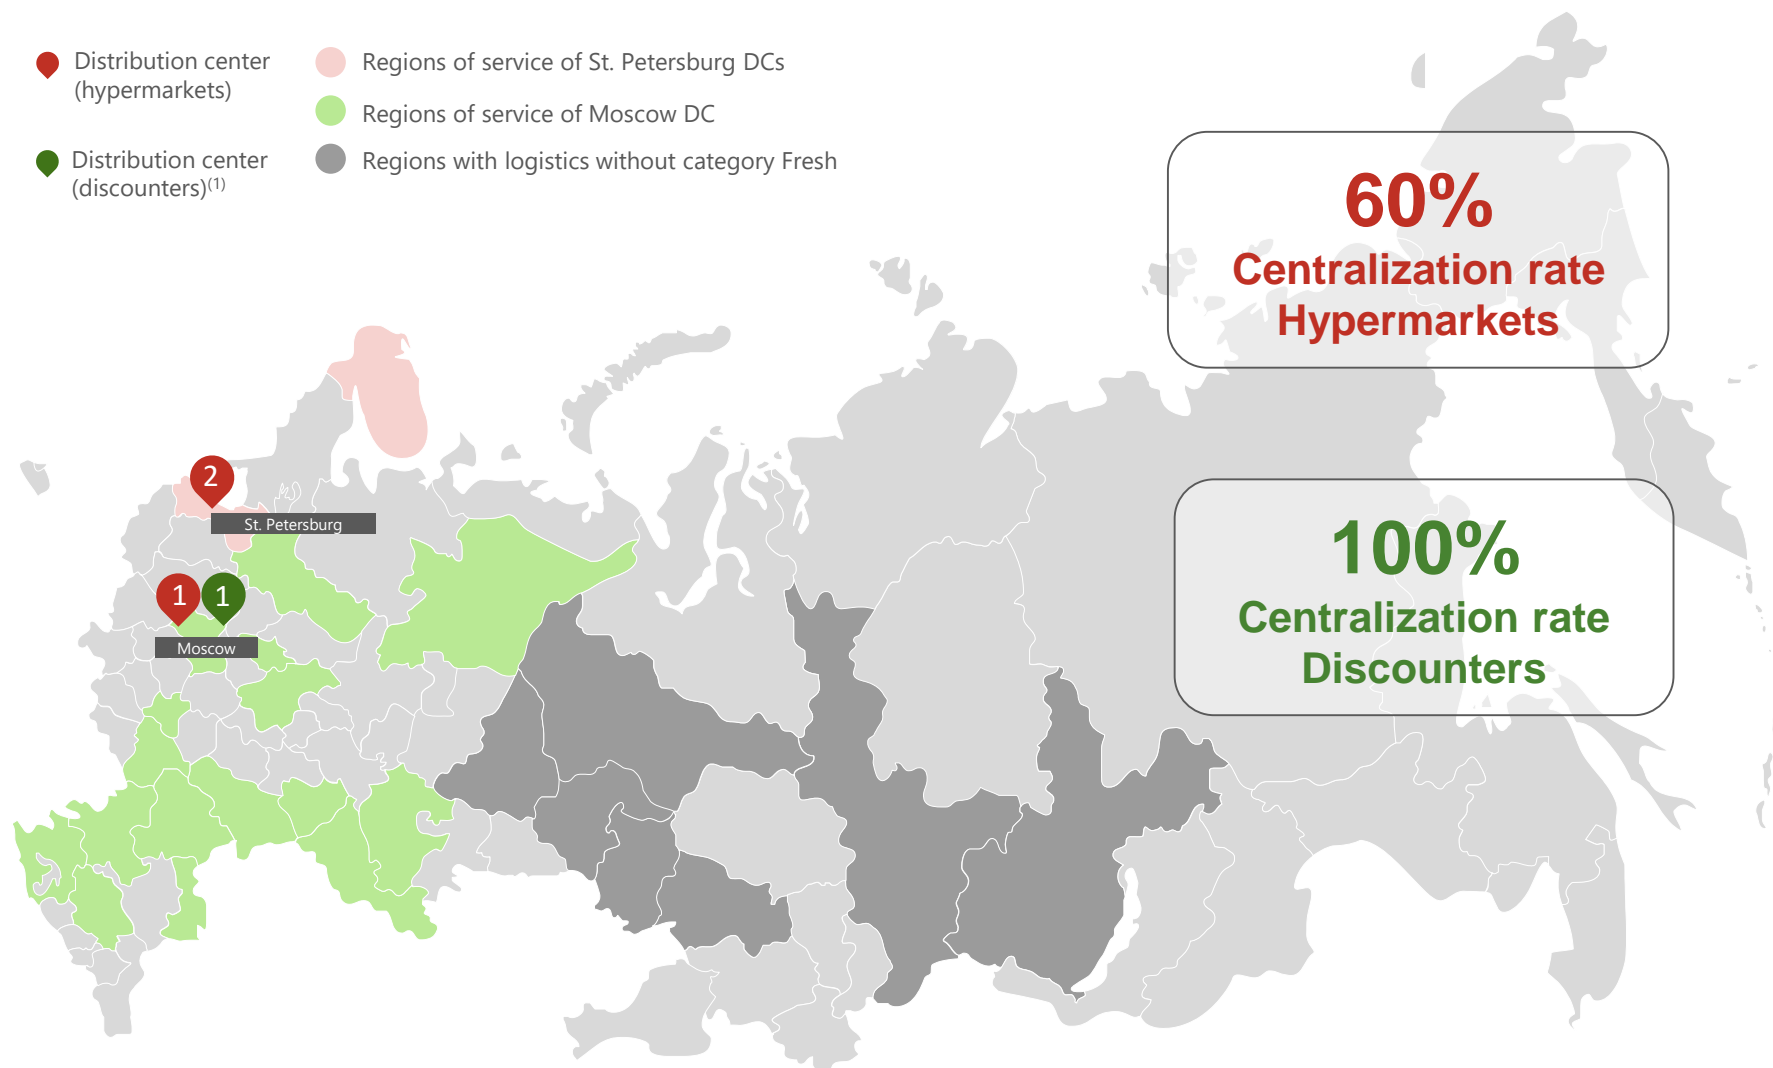 Distribution center
(hypermarkets)
Distribution center
(discounters)(1)
Regions of service of St. Petersburg DCs
Regions of service of Moscow DC
Regions with logistics without category Fresh
60%
Centralization rate
Hypermarkets
100%
Centralization rate
Discounters
2
St. Petersburg
1
1
Moscow